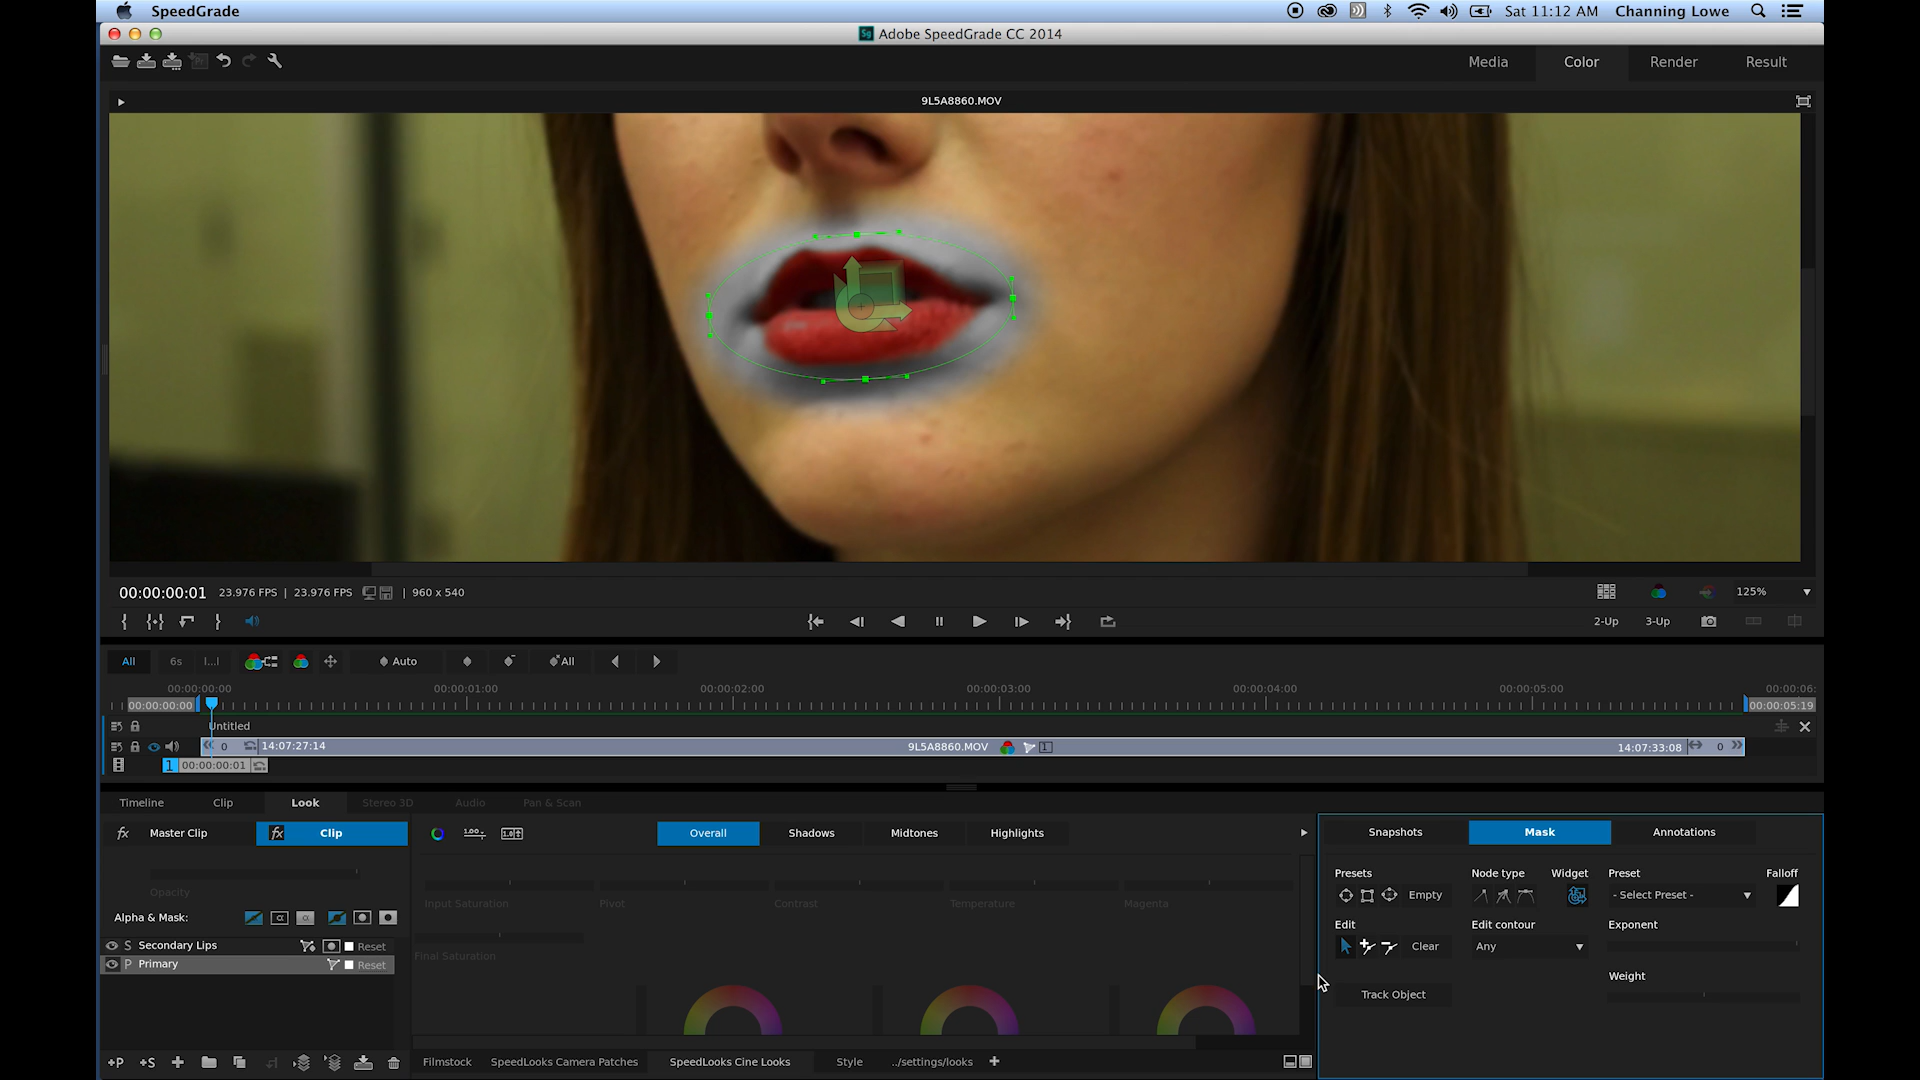 SpeedGrade
Sat 11:12 AM Channing Lowe
Sg Adobe SpeedGrade CC 2014
Media Color Render Result
9L5A8860.MOV
00:00:00:01 23.976 FPS | 23.976 FPS | 960 x 540 125%
2-Up 3-Up
All 6s I...I Auto All
00:00:00:00 00:00:01:00 00:00:02:00 00:00:03:00 00:00:04:00 00:00:05:00 00:00:06:
00:00:00:00 00:00:05:19
Untitled
0 14:07:27:14 9L5A8860.MOV 1 14:07:33:08 0
1 00:00:00:01
Timeline Clip Look Stereo 3D Audio Pan & Scan
fx Master Clip fx Clip Overall Shadows Midtones Highlights Snapshots Mask Annotations
Opacity
Input Saturation Pivot Contrast Temperature Magenta
Final Saturation
Alpha & Mask:
S Secondary Lips Reset
P Primary Reset
Presets Node type Widget Preset Falloff
Empty - Select Preset -
Edit Edit contour Exponent
Clear Any
Weight
Track Object
+P +S Filmstock SpeedLooks Camera Patches SpeedLooks Cine Looks Style ../settings/looks